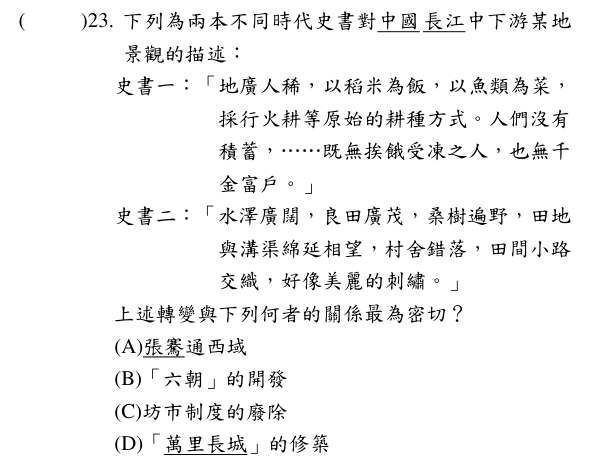 (　　)23. 下列為兩本不同時代史書對中國長江中下游某地
景觀的描述：
史書一：「地廣人稀，以稻米為飯，以魚類為菜，
採行火耕等原始的耕種方式。人們沒有
積蓄，……既無挨餓受凍之人，也無千
金富戶。」
史書二：「水澤廣闊，良田廣茂，桑樹遍野，田地
與溝渠綿延相望，村舍錯落，田間小路
交織，好像美麗的刺繡。」
上述轉變與下列何者的關係最為密切？
(A)張騫通西域
(B)「六朝」的開發
(C)坊市制度的廢除
(D)「萬里長城」的修築